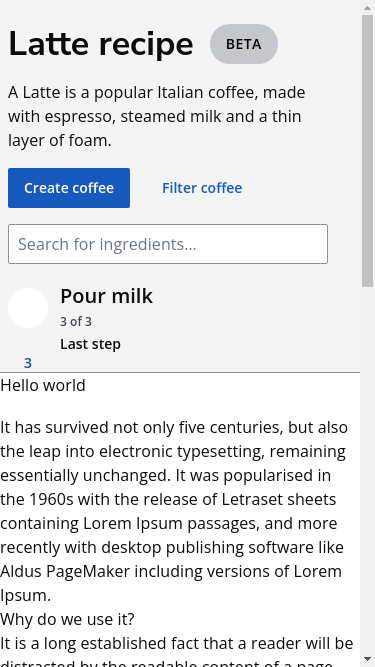 Latte recipe
BETA
A Latte is a popular Italian coffee, made
with espresso, steamed milk and a thin
layer of foam.
Create coffee
Filter coffee
Search for ingredients...
Pour milk
3 of 3
Last step
3
Hello world
It has survived not only five centuries, but also
the leap into electronic typesetting, remaining
essentially unchanged. It was popularised in
the 1960s with the release of Letraset sheets
containing Lorem Ipsum passages, and more
recently with desktop publishing software like
Aldus PageMaker including versions of Lorem
Ipsum.
Why do we use it?
It is a long established fact that a reader will be
distracted by the readable content of a page